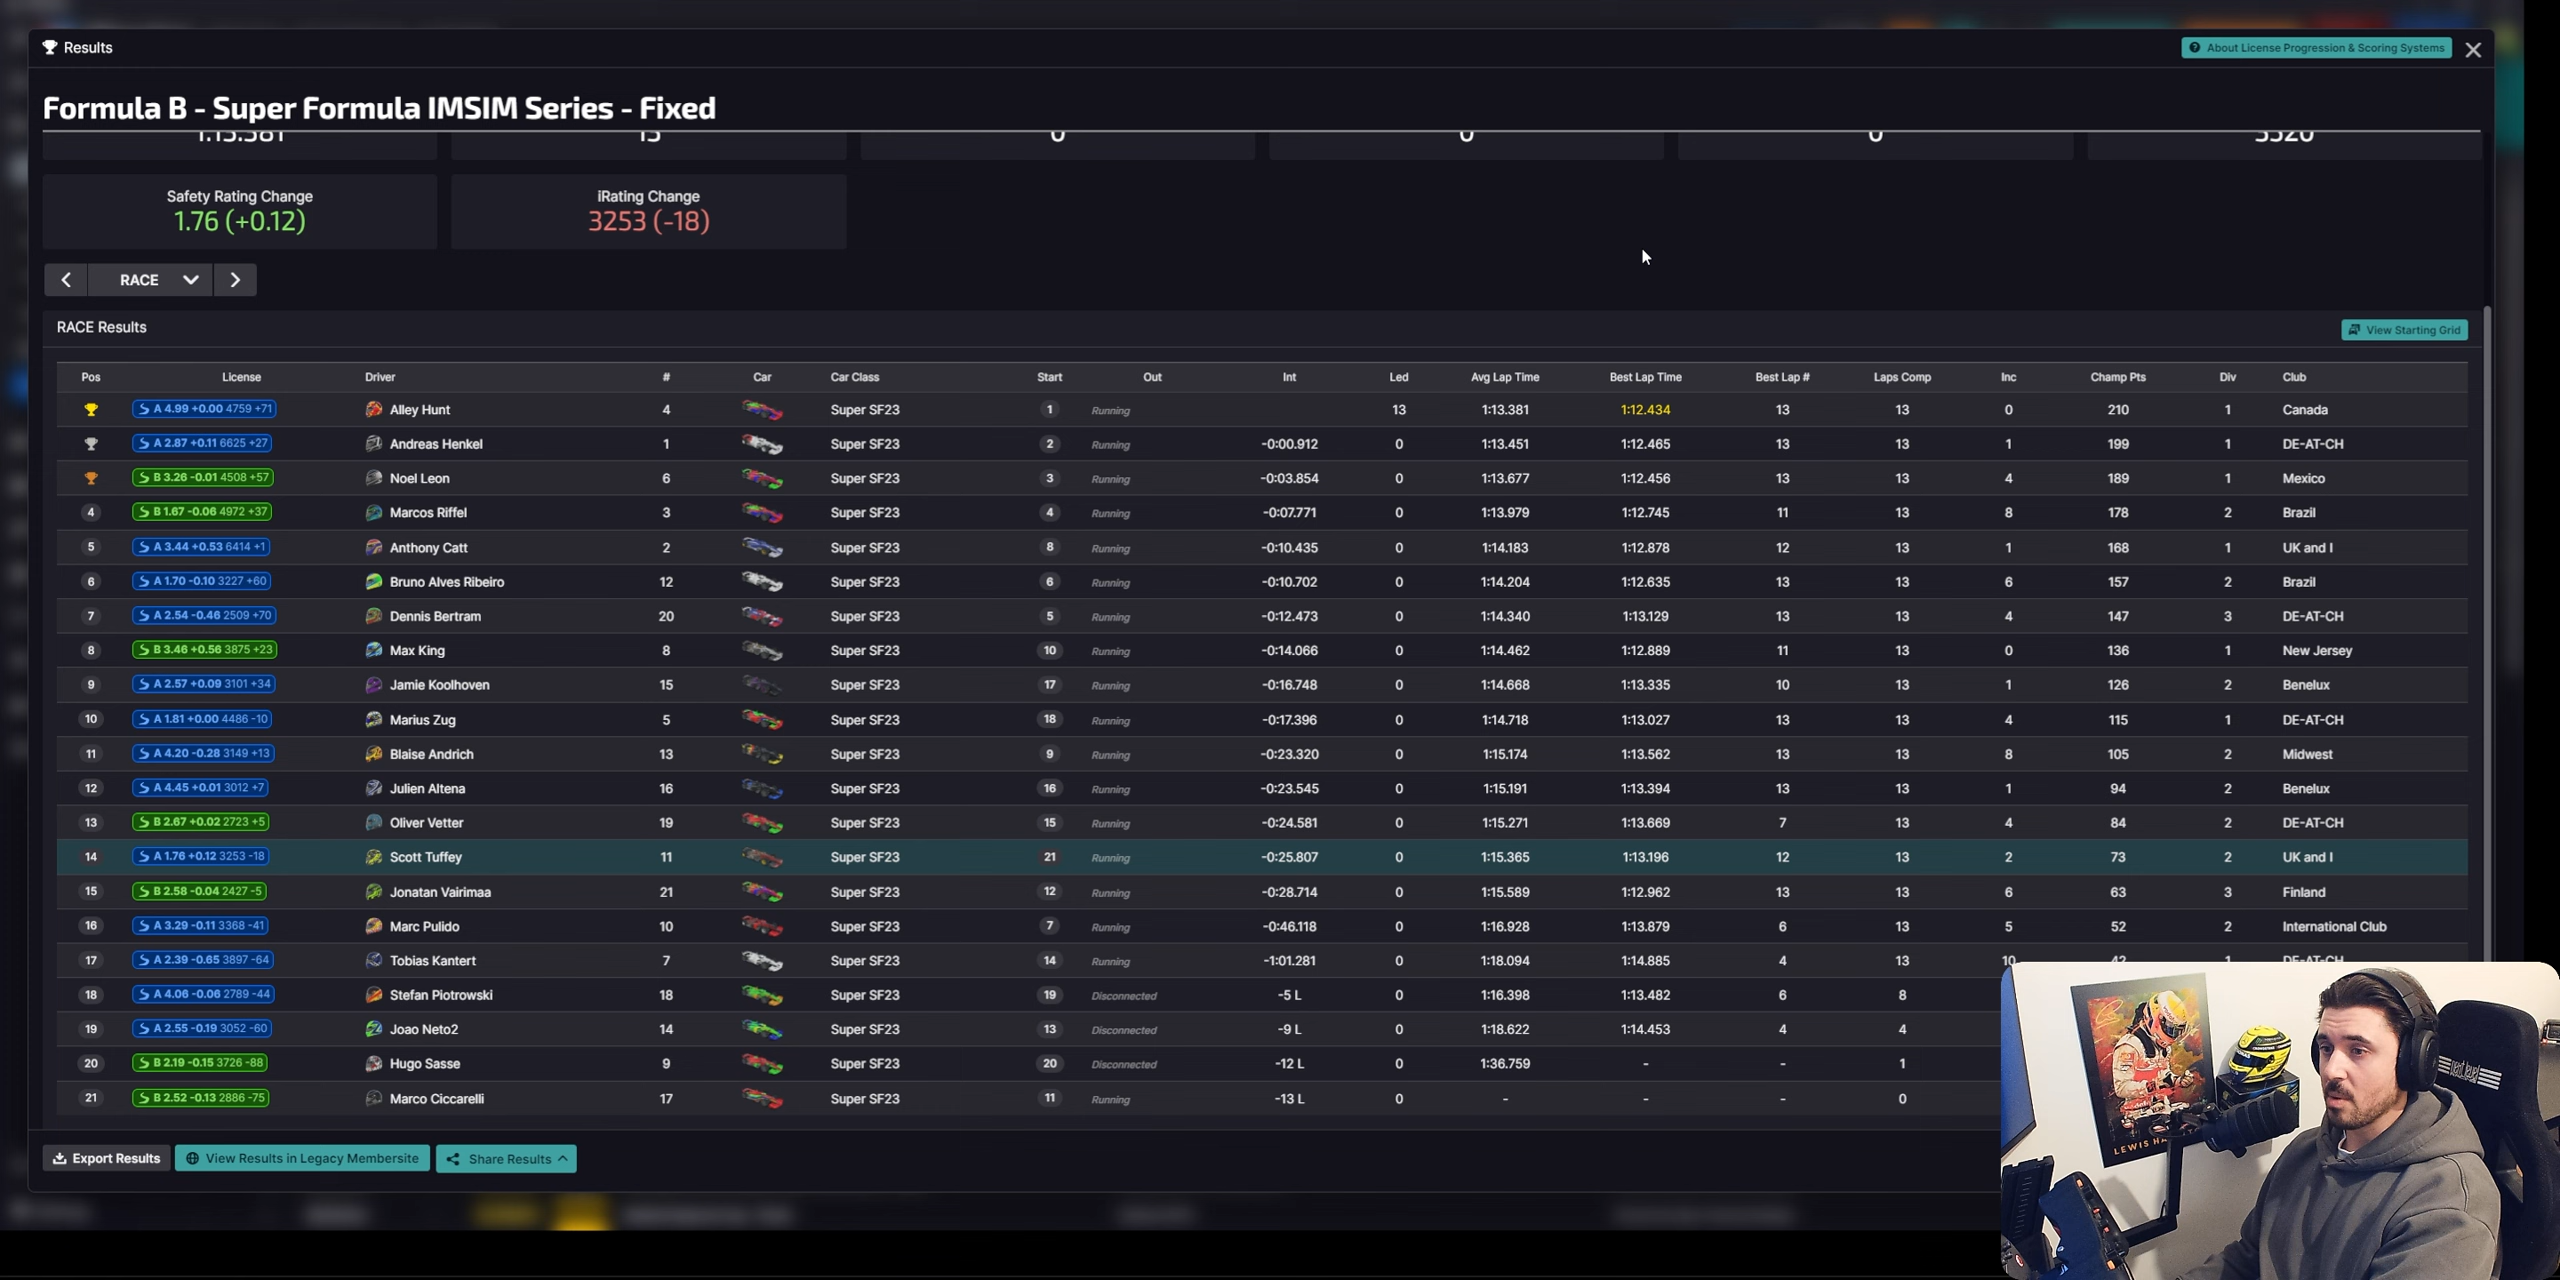 Results
About License Progression & Scoring Systems
Formula B - Super Formula IMSIM Series - Fixed
1:13.381 13 0 0 0 3520
Safety Rating Change iRating Change
1.76 (+0.12) 3253 (-18)
RACE
RACE Results
View Starting Grid
Pos License Driver # Car Car Class Start Out Int Led Avg Lap Time Best Lap Time Best Lap # Laps Comp Inc Champ Pts Div Club
A 4.99 +0.00 4759 +71 Alley Hunt 4 Super SF23 1 Running 13 1:13.381 1:12.434 13 13 0 210 1 Canada
A 2.87 +0.11 6625 +27 Andreas Henkel 1 Super SF23 2 Running -0:00.912 0 1:13.451 1:12.465 13 13 1 199 1 DE-AT-CH
B 3.26 -0.01 4508 +57 Noel Leon 6 Super SF23 3 Running -0:03.854 0 1:13.677 1:12.456 13 13 4 189 1 Mexico
4 B 1.67 -0.06 4972 +37 Marcos Riffel 3 Super SF23 4 Running -0:07.771 0 1:13.979 1:12.745 11 13 8 178 2 Brazil
5 A 3.44 +0.53 6414 +1 Anthony Catt 2 Super SF23 8 Running -0:10.435 0 1:14.183 1:12.878 12 13 1 168 1 UK and I
6 A 1.70 -0.10 3227 +60 Bruno Alves Ribeiro 12 Super SF23 6 Running -0:10.702 0 1:14.204 1:12.635 13 13 6 157 2 Brazil
7 A 2.54 -0.46 2509 +70 Dennis Bertram 20 Super SF23 5 Running -0:12.473 0 1:14.340 1:13.129 13 13 4 147 3 DE-AT-CH
8 B 3.46 +0.56 3875 +23 Max King 8 Super SF23 10 Running -0:14.066 0 1:14.462 1:12.889 11 13 0 136 1 New Jersey
9 A 2.57 +0.09 3101 +34 Jamie Koolhoven 15 Super SF23 17 Running -0:16.748 0 1:14.668 1:13.335 10 13 1 126 2 Benelux
10 A 1.81 +0.00 4486 -10 Marius Zug 5 Super SF23 18 Running -0:17.396 0 1:14.718 1:13.027 13 13 4 115 1 DE-AT-CH
11 A 4.20 -0.28 3149 +13 Blaise Andrich 13 Super SF23 9 Running -0:23.320 0 1:15.174 1:13.562 13 13 8 105 2 Midwest
12 A 4.45 +0.01 3012 +7 Julien Altena 16 Super SF23 16 Running -0:23.545 0 1:15.191 1:13.394 13 13 1 94 2 Benelux
13 B 2.67 +0.02 2723 +5 Oliver Vetter 19 Super SF23 15 Running -0:24.581 0 1:15.271 1:13.669 7 13 4 84 2 DE-AT-CH
14 A 1.76 +0.12 3253 -18 Scott Tuffey 11 Super SF23 21 Running -0:25.807 0 1:15.365 1:13.196 12 13 2 73 2 UK and I
15 B 2.58 -0.04 2427 -5 Jonatan Vairimaa 21 Super SF23 12 Running -0:28.714 0 1:15.589 1:12.962 13 13 6 63 3 Finland
16 A 3.29 -0.11 3368 -41 Marc Pulido 10 Super SF23 7 Running -0:46.118 0 1:16.928 1:13.879 6 13 5 52 2 International Club
17 A 2.39 -0.65 3897 -64 Tobias Kantert 7 Super SF23 14 Running -1:01.281 0 1:18.094 1:14.885 4 13 10 42 1 DE-AT-CH
18 A 4.06 -0.06 2789 -44 Stefan Piotrowski 18 Super SF23 19 Disconnected -5 L 0 1:16.398 1:13.482 6 8
19 A 2.55 -0.19 3052 -60 Joao Neto2 14 Super SF23 13 Disconnected -9 L 0 1:18.622 1:14.453 4 4
20 B 2.19 -0.15 3726 -88 Hugo Sasse 9 Super SF23 20 Disconnected -12 L 0 1:36.759 - - 1
21 B 2.52 -0.13 2886 -75 Marco Ciccarelli 17 Super SF23 11 Running -13 L 0 - - - 0
Export Results View Results in Legacy Membersite Share Results
LEWIS